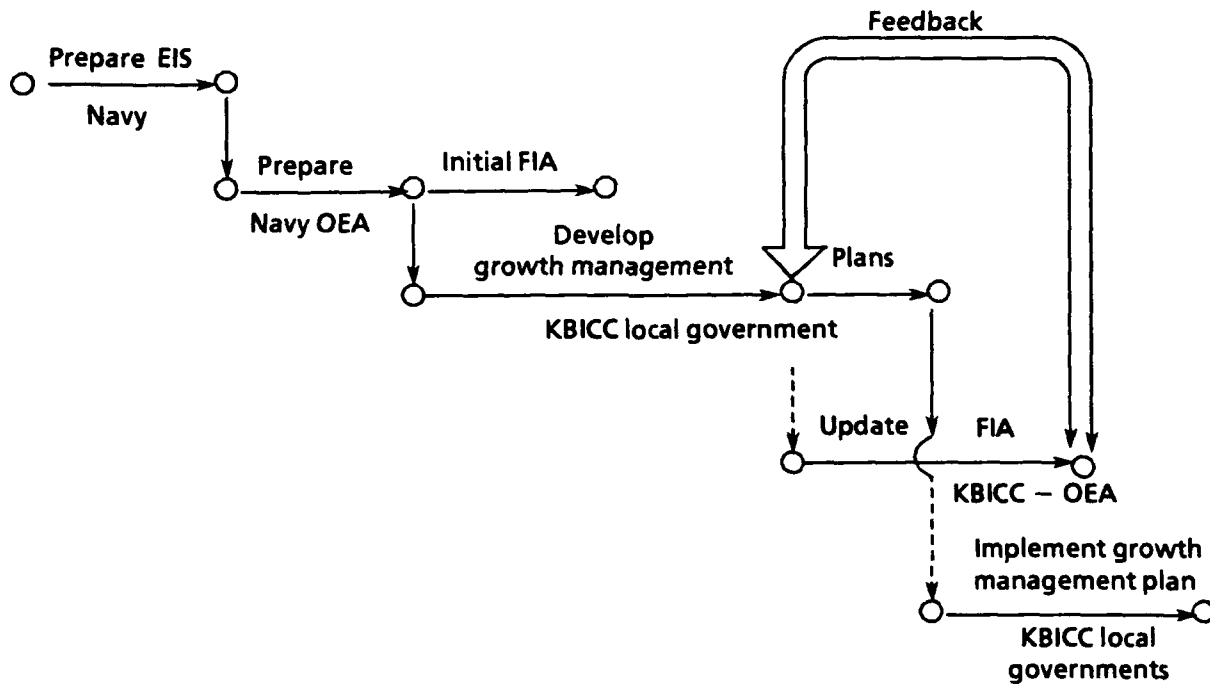 Feedback
Prepare EIS
Navy
Prepare
Initial FIA
Navy OEA
Develop
growth management
Plans
KBICC local government
Update FIA
KBICC – OEA
Implement growth
management plan
KBICC local
governments